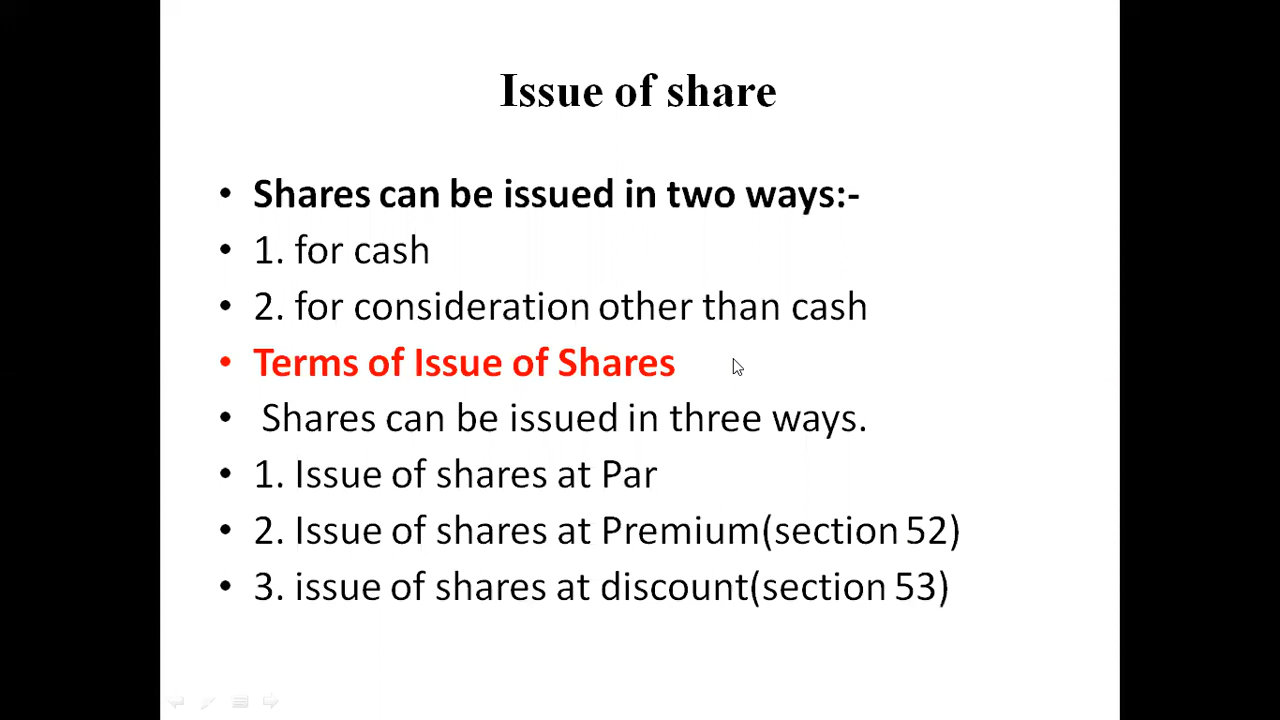 Issue of share
• Shares can be issued in two ways:-
• 1. for cash
• 2. for consideration other than cash
• Terms of Issue of Shares
• Shares can be issued in three ways.
• 1. Issue of shares at Par
• 2. Issue of shares at Premium(section 52)
• 3. issue of shares at discount(section 53)